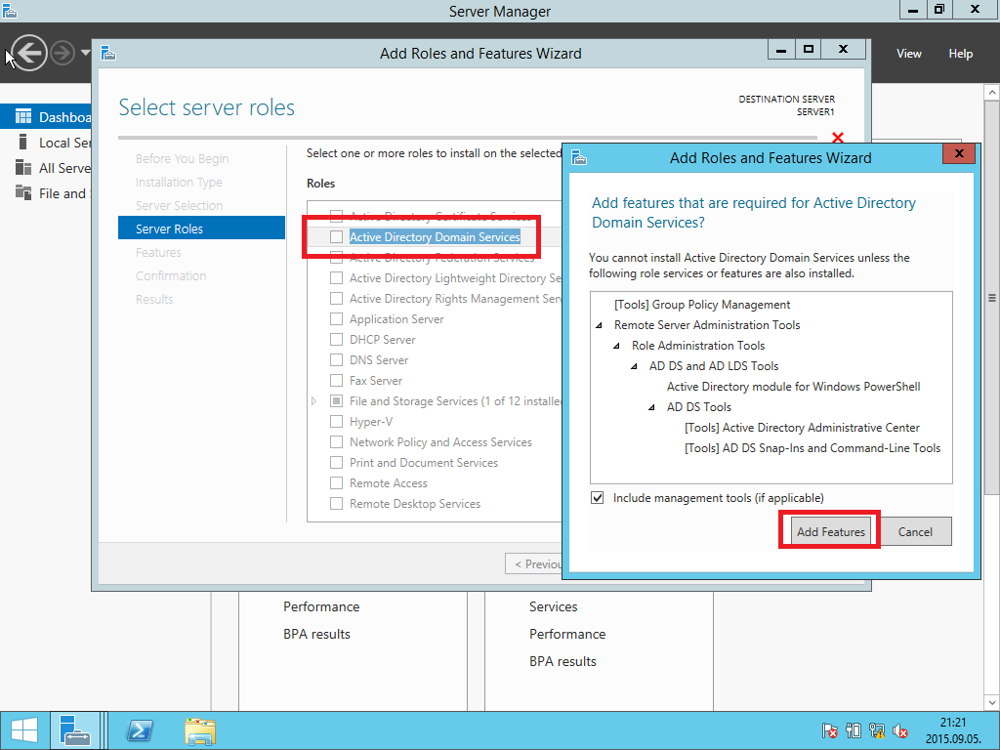 Server Manager
Add Roles and Features Wizard
View
Help
Select server roles
DESTINATION SERVER
SERVER1
Dashboa
Local Ser
All Serve
File and
Before You Begin
Installation Type
Server Selection
Server Roles
Features
Confirmation
Results
Select one or more roles to install on the selected
Roles
Active Directory Certificate Services
Active Directory Domain Services
Active Directory Federation Services
Active Directory Lightweight Directory Se
Active Directory Rights Management Serv
Application Server
DHCP Server
DNS Server
Fax Server
File and Storage Services (1 of 12 installed
Hyper-V
Network Policy and Access Services
Print and Document Services
Remote Access
Remote Desktop Services
< Previou
Add Roles and Features Wizard
Add features that are required for Active Directory
Domain Services?
You cannot install Active Directory Domain Services unless the
following role services or features are also installed.
[Tools] Group Policy Management
Remote Server Administration Tools
Role Administration Tools
AD DS and AD LDS Tools
Active Directory module for Windows PowerShell
AD DS Tools
[Tools] Active Directory Administrative Center
[Tools] AD DS Snap-Ins and Command-Line Tools
Include management tools (if applicable)
Add Features
Cancel
Performance
BPA results
Services
Performance
BPA results
21:21
2015.09.05.